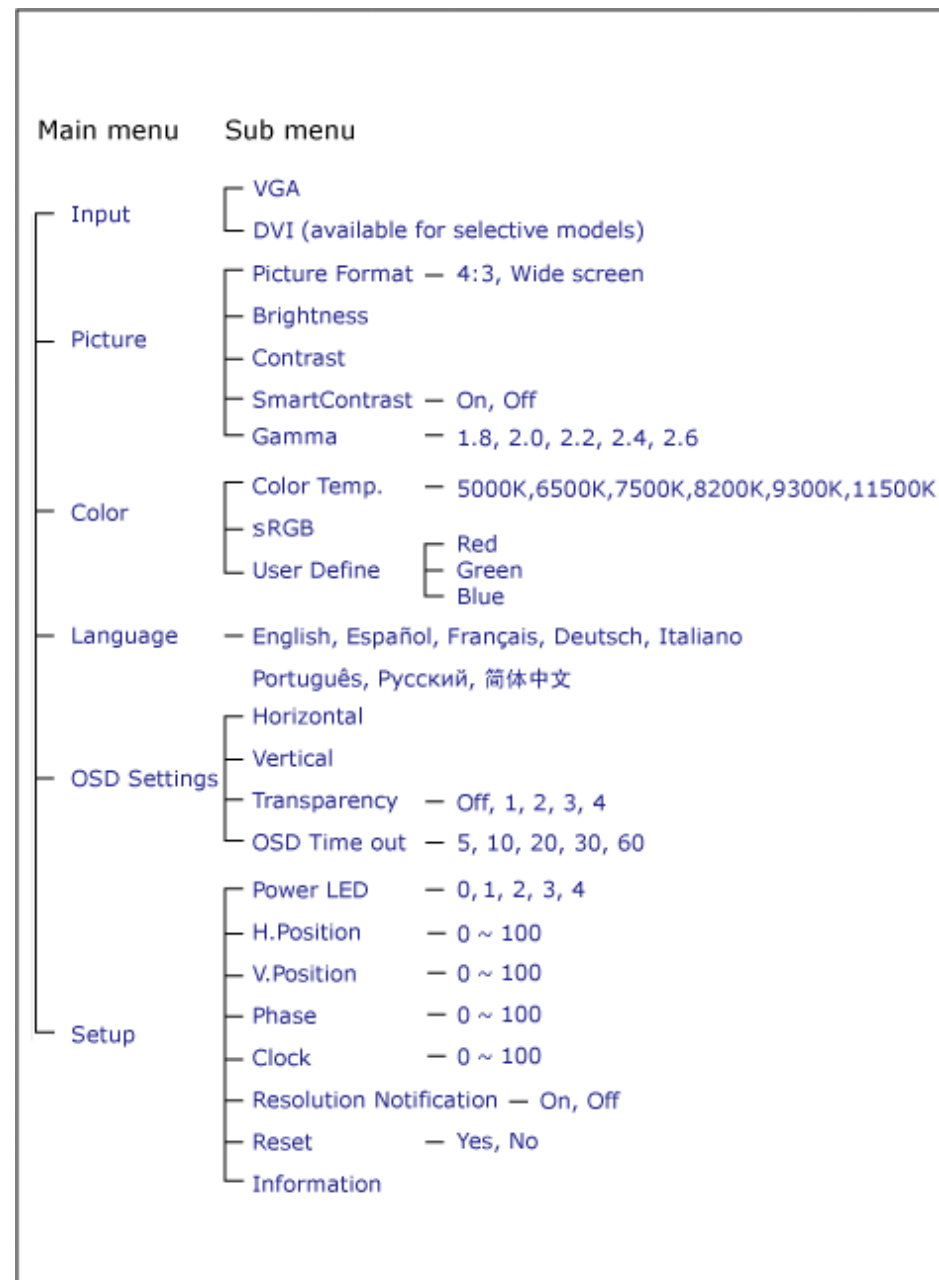 Main menu Sub menu
VGA
Input
DVI (available for selective models)
Picture Format — 4:3, Wide screen
Brightness
Picture
Contrast
SmartContrast — On, Off
Gamma — 1.8, 2.0, 2.2, 2.4, 2.6
Color Temp. — 5000K,6500K,7500K,8200K,9300K,11500K
Color
sRGB
Red
User Define Green
Blue
Language — English, Español, Français, Deutsch, Italiano
Português, Русский, 简体中文
Horizontal
Vertical
OSD Settings
Transparency — Off, 1, 2, 3, 4
OSD Time out — 5, 10, 20, 30, 60
Power LED — 0, 1, 2, 3, 4
H.Position — 0 ~ 100
V.Position — 0 ~ 100
Phase — 0 ~ 100
Setup
Clock — 0 ~ 100
Resolution Notification — On, Off
Reset — Yes, No
Information